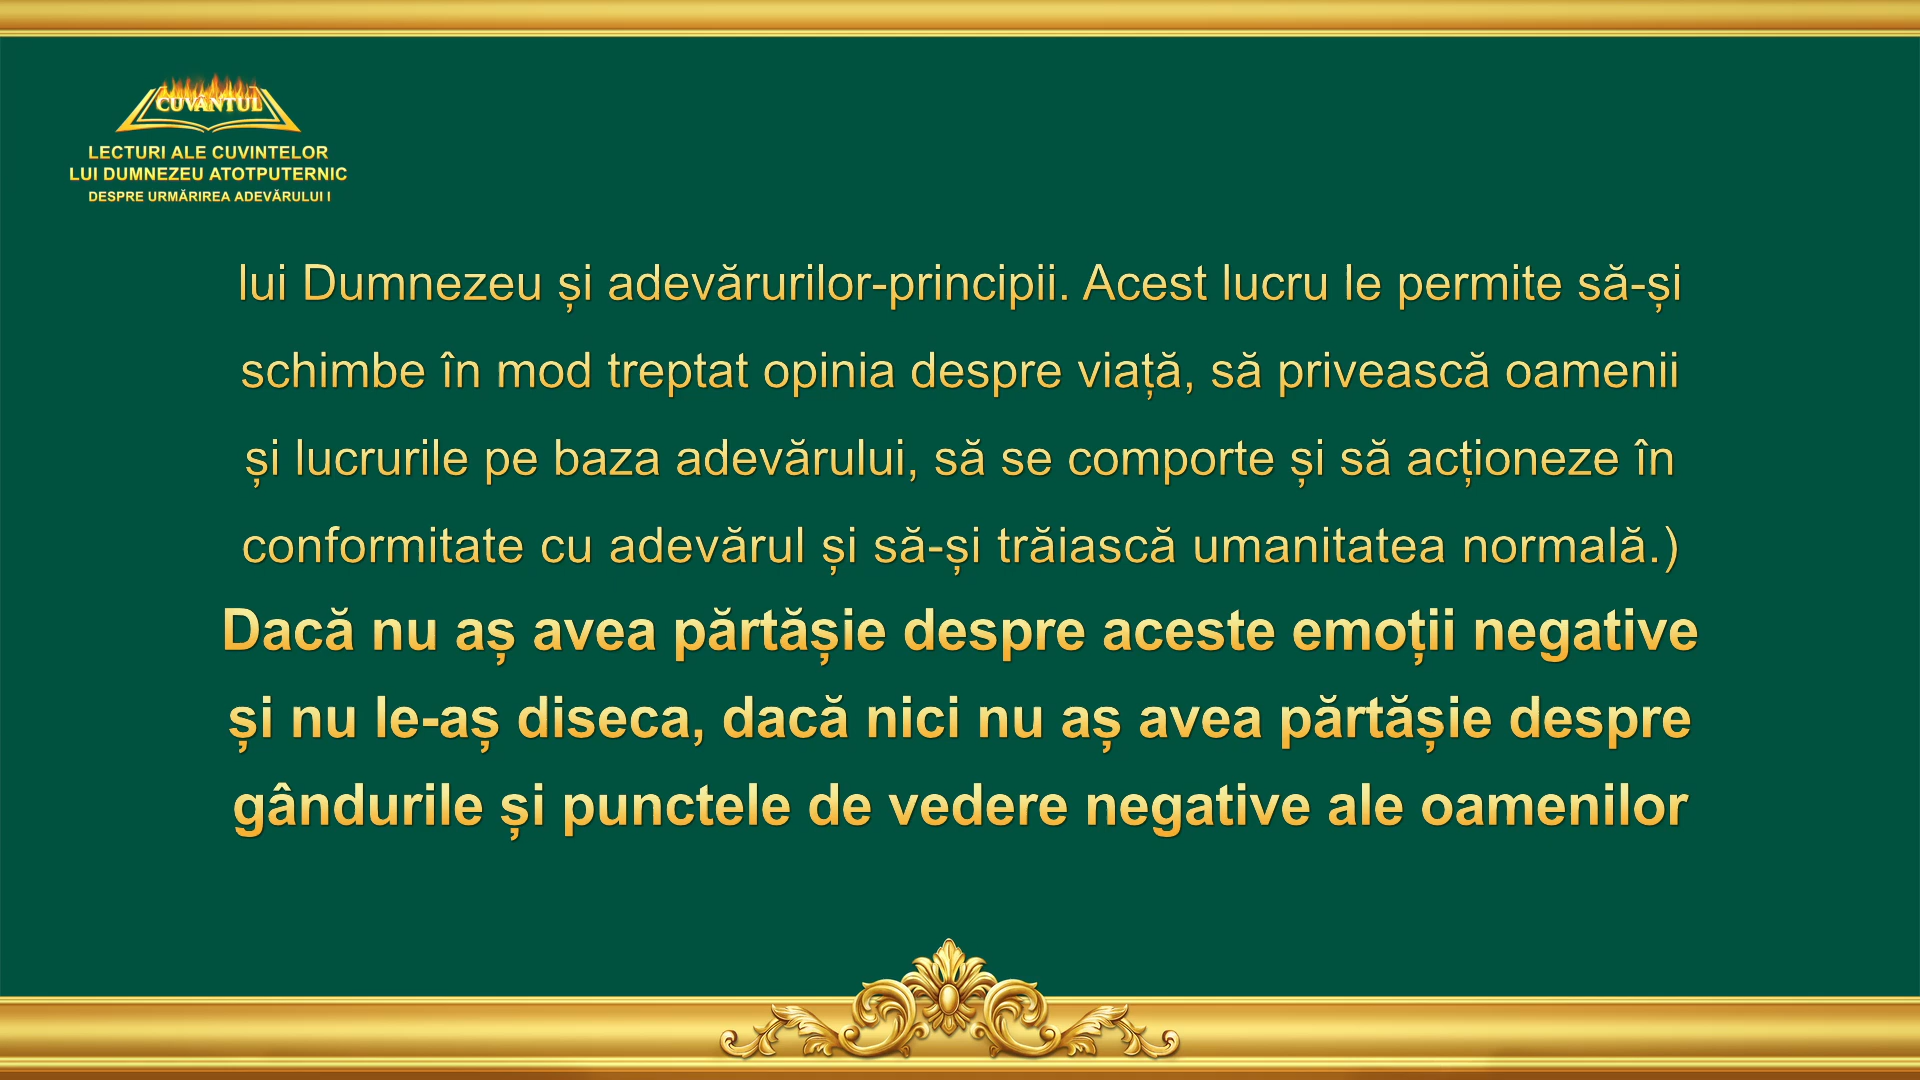 CUVÂNTUL
LECTURI ALE CUVINTELOR
LUI DUMNEZEU ATOTPUTERNIC
DESPRE URMĂRIREA ADEVĂRULUI I
lui Dumnezeu și adevărurilor-principii. Acest lucru le permite să-și
schimbe în mod treptat opinia despre viață, să privească oamenii
și lucrurile pe baza adevărului, să se comporte și să acționeze în
conformitate cu adevărul și să-și trăiască umanitatea normală.)
Dacă nu aș avea părtășie despre aceste emoții negative
și nu le-aș diseca, dacă nici nu aș avea părtășie despre
gândurile și punctele de vedere negative ale oamenilor